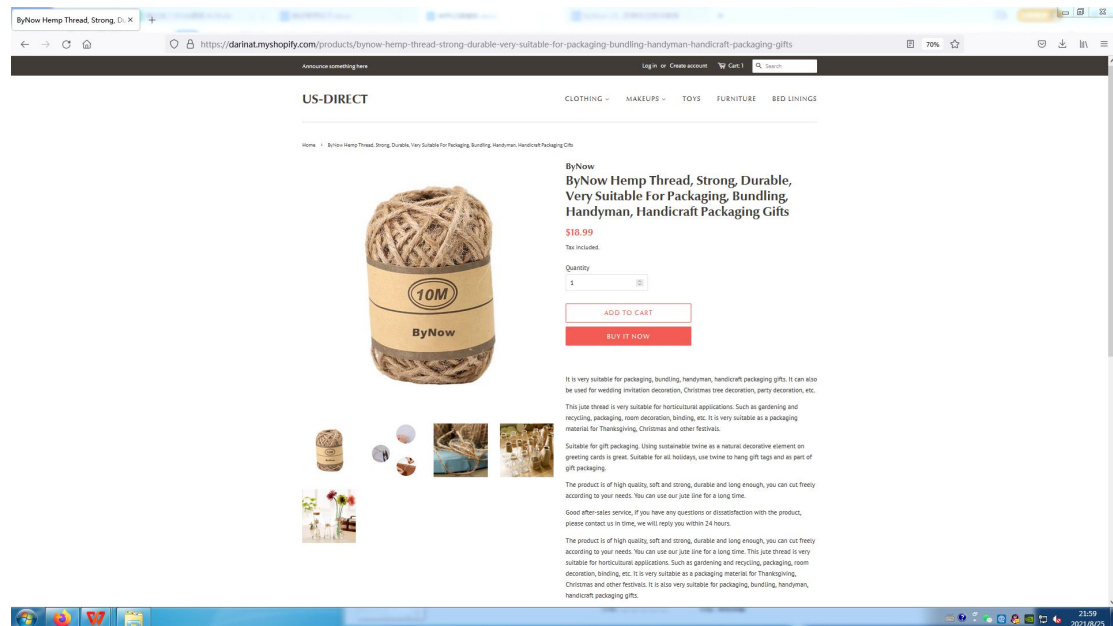 ByNow Hemp Thread, Strong, Du
https://darinat.myshopify.com/products/bynow-hemp-thread-strong-durable-very-suitable-for-packaging-bundling-handyman-handicraft-packaging-gifts
70%
Announce something here
Log in or Create account Cart: 1 Search
US-DIRECT
CLOTHING MAKEUPS TOYS FURNITURE BED LININGS
Home › ByNow Hemp Thread, Strong, Durable, Very Suitable For Packaging, Bundling, Handyman, Handicraft Packaging Gifts
10M
ByNow
ByNow
ByNow Hemp Thread, Strong, Durable,
Very Suitable For Packaging, Bundling,
Handyman, Handicraft Packaging Gifts
$18.99
Tax included.
Quantity
1
ADD TO CART
BUY IT NOW
It is very suitable for packaging, bundling, handyman, handicraft packaging gifts. It can also
be used for wedding invitation decoration, Christmas tree decoration, party decoration, etc.
This jute thread is very suitable for horticultural applications. Such as gardening and
recycling, packaging, room decoration, binding, etc. It is very suitable as a packaging
material for Thanksgiving, Christmas and other festivals.
Suitable for gift packaging. Using sustainable twine as a natural decorative element on
greeting cards is great. Suitable for all holidays, use twine to hang gift tags and as part of
gift packaging.
The product is of high quality, soft and strong, durable and long enough, you can cut freely
according to your needs. You can use our jute line for a long time.
Good after-sales service, if you have any questions or dissatisfaction with the product,
please contact us in time, we will reply you within 24 hours.
The product is of high quality, soft and strong, durable and long enough, you can cut freely
according to your needs. You can use our jute line for a long time. This jute thread is very
suitable for horticultural applications. Such as gardening and recycling, packaging, room
decoration, binding, etc. It is very suitable as a packaging material for Thanksgiving,
Christmas and other festivals. It is also very suitable for packaging, bundling, handyman,
handicraft packaging gifts.
21:59
2021/8/25